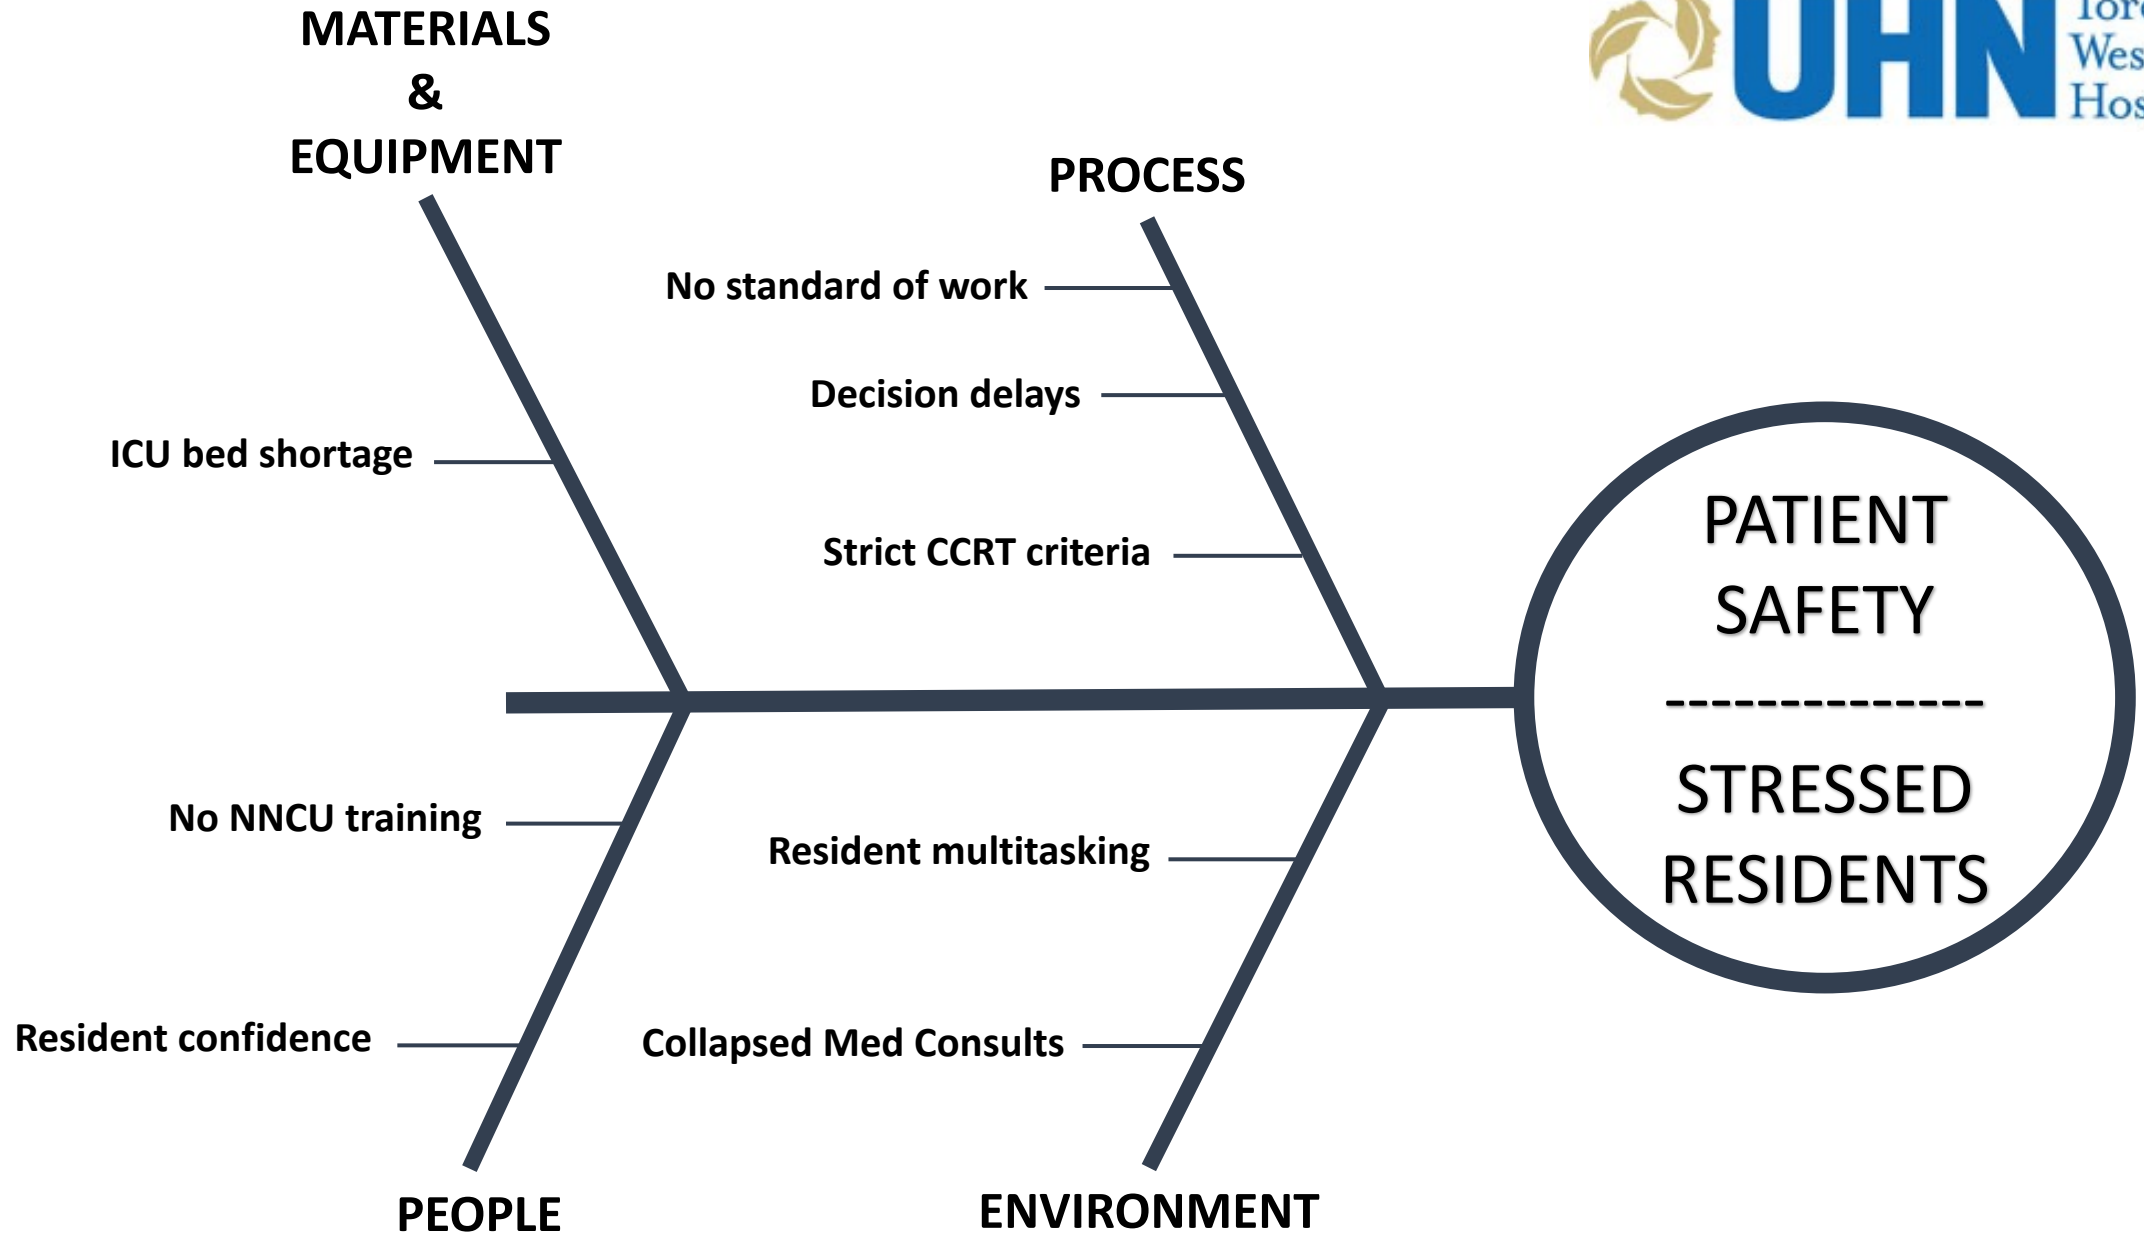 MATERIALS
&
EQUIPMENT
UHN
PROCESS
No standard of work
Decision delays
ICU bed shortage
Strict CCRT criteria
PATIENT
SAFETY
--------------
STRESSED
RESIDENTS
No NNCU training
Resident multitasking
Resident confidence
Collapsed Med Consults
PEOPLE
ENVIRONMENT